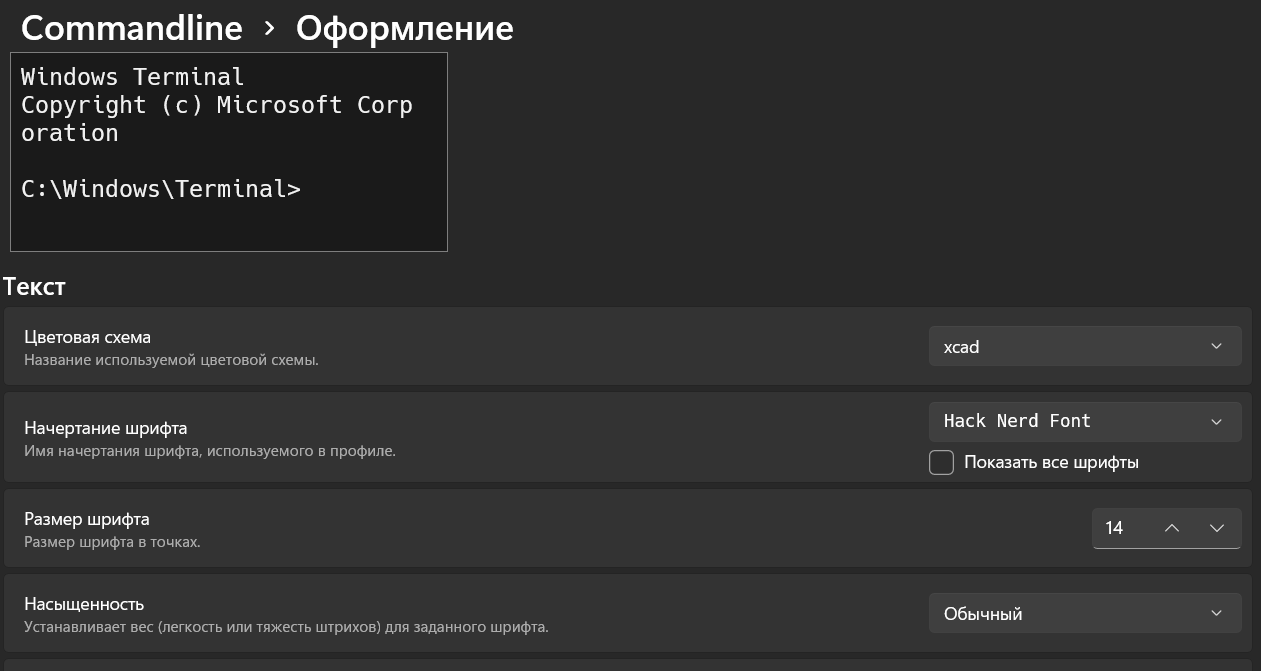 Commandline > Оформление
Windows Terminal
Copyright (c) Microsoft Corp
oration
C:\Windows\Terminal>
Текст
Цветовая схема
Название используемой цветовой схемы.
xcad
Начертание шрифта
Имя начертания шрифта, используемого в профиле.
Hack Nerd Font
Показать все шрифты
Размер шрифта
Размер шрифта в точках.
14
Насыщенность
Устанавливает вес (легкость или тяжесть штрихов) для заданного шрифта.
Обычный